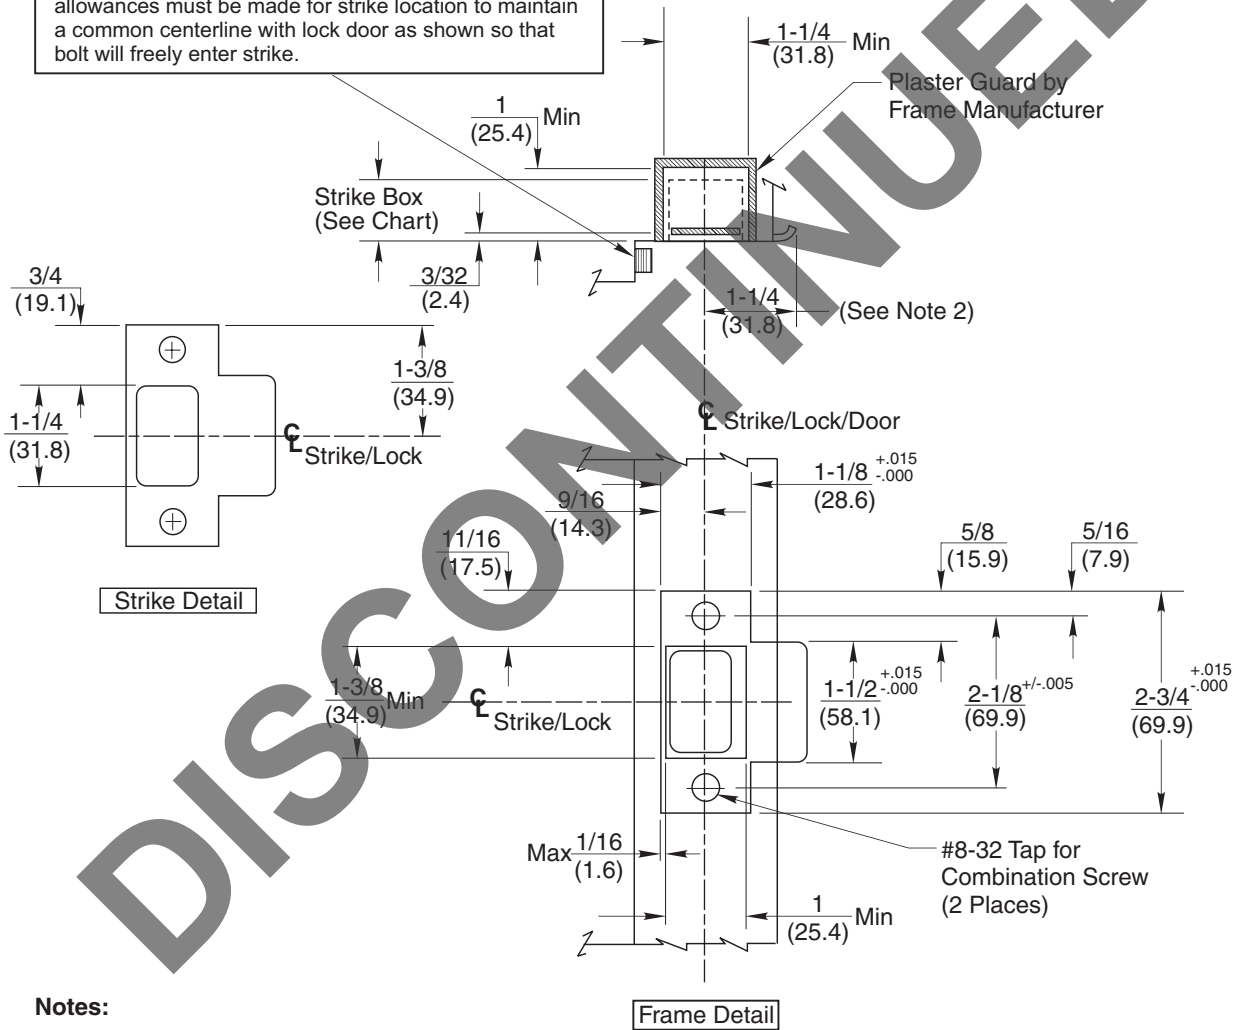 allowances must be made for strike location to maintain
a common centerline with lock door as shown so that
bolt will freely enter strike.
1-1/4
(31.8)
Min
Plaster Guard by
Frame Manufacturer
1
(25.4)
Min
Strike Box
(See Chart)
3/32
(2.4)
1-1/4
(31.8)
(See Note 2)
3/4
(19.1)
1-3/8
(34.9)
1-1/4
(31.8)
CL Strike/Lock
Strike Detail
CL Strike/Lock/Door
1-1/8 +.015 -.000
(28.6)
9/16
(14.3)
11/16
(17.5)
5/8
(15.9)
5/16
(7.9)
1-3/8
(34.9)
Min
CL Strike/Lock
1-1/2 +.015 -.000
(58.1)
2-1/8 +/-.005
(69.9)
2-3/4 +.015 -.000
(69.9)
Max 1/16
(1.6)
#8-32 Tap for
Combination Screw
(2 Places)
1
(25.4)
Min
Notes:
Frame Detail
DISCONTINUED